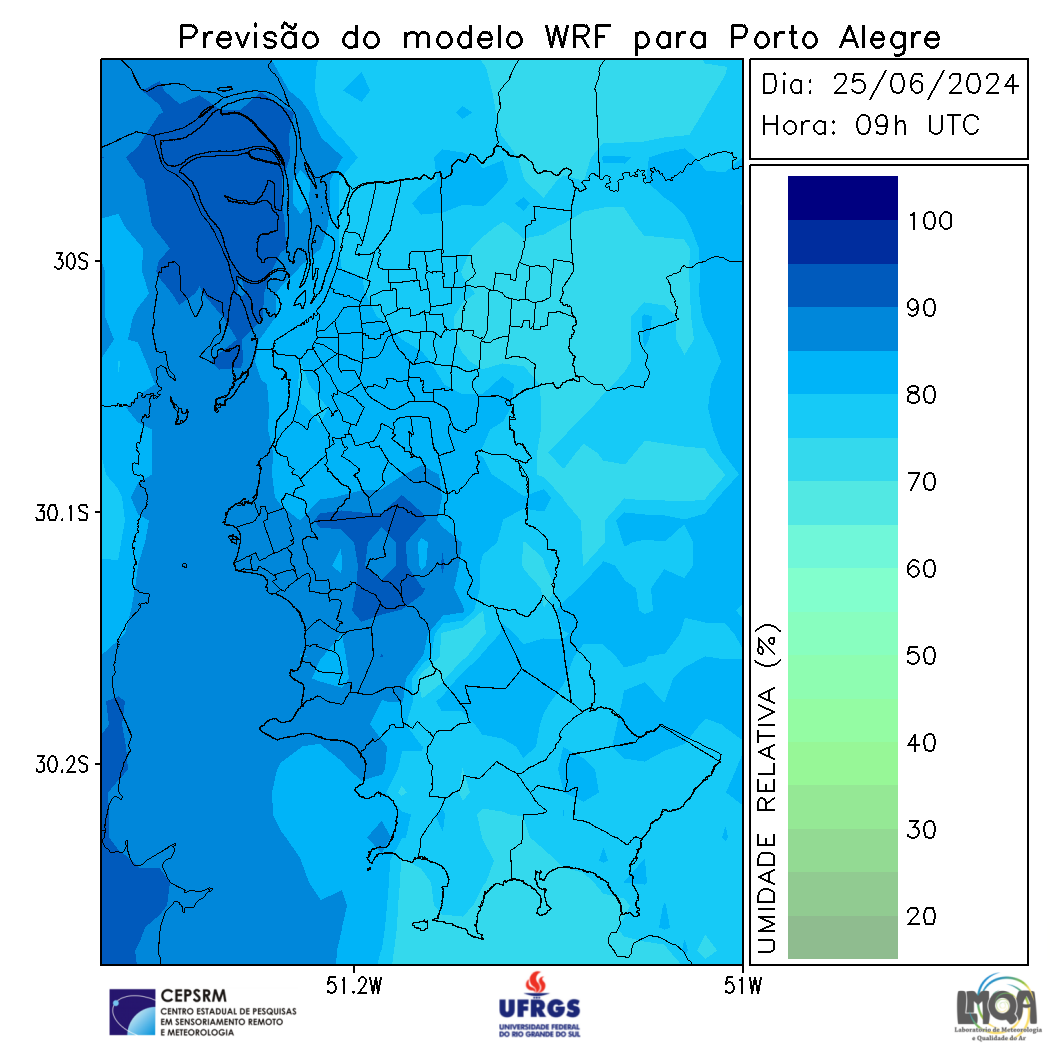 Previsão do modelo WRF para Porto Alegre
Dia: 25/06/2024
Hora: 09h UTC
30S
30.1S
30.2S
51.2W
51W
UMIDADE RELATIVA (%)
100
90
80
70
60
50
40
30
20
CEPSRM
CENTRO ESTADUAL DE PESQUISAS
EM SENSORIAMENTO REMOTO
E METEOROLOGIA
UFRGS
UNIVERSIDADE FEDERAL
DO RIO GRANDE DO SUL
LMQA
Laboratório de Meteorologia
e Qualidade do Ar